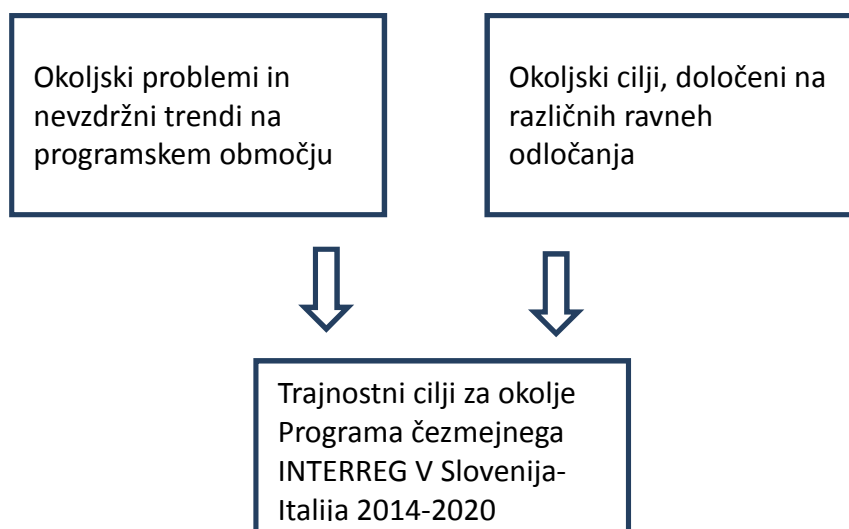 Okoljski problemi in
nevzdržni trendi na
programskem območju
Okoljski cilji, določeni na
različnih ravneh
odločanja
Trajnostni cilji za okolje
Programa čezmejnega
INTERREG V Slovenija-
Italija 2014-2020